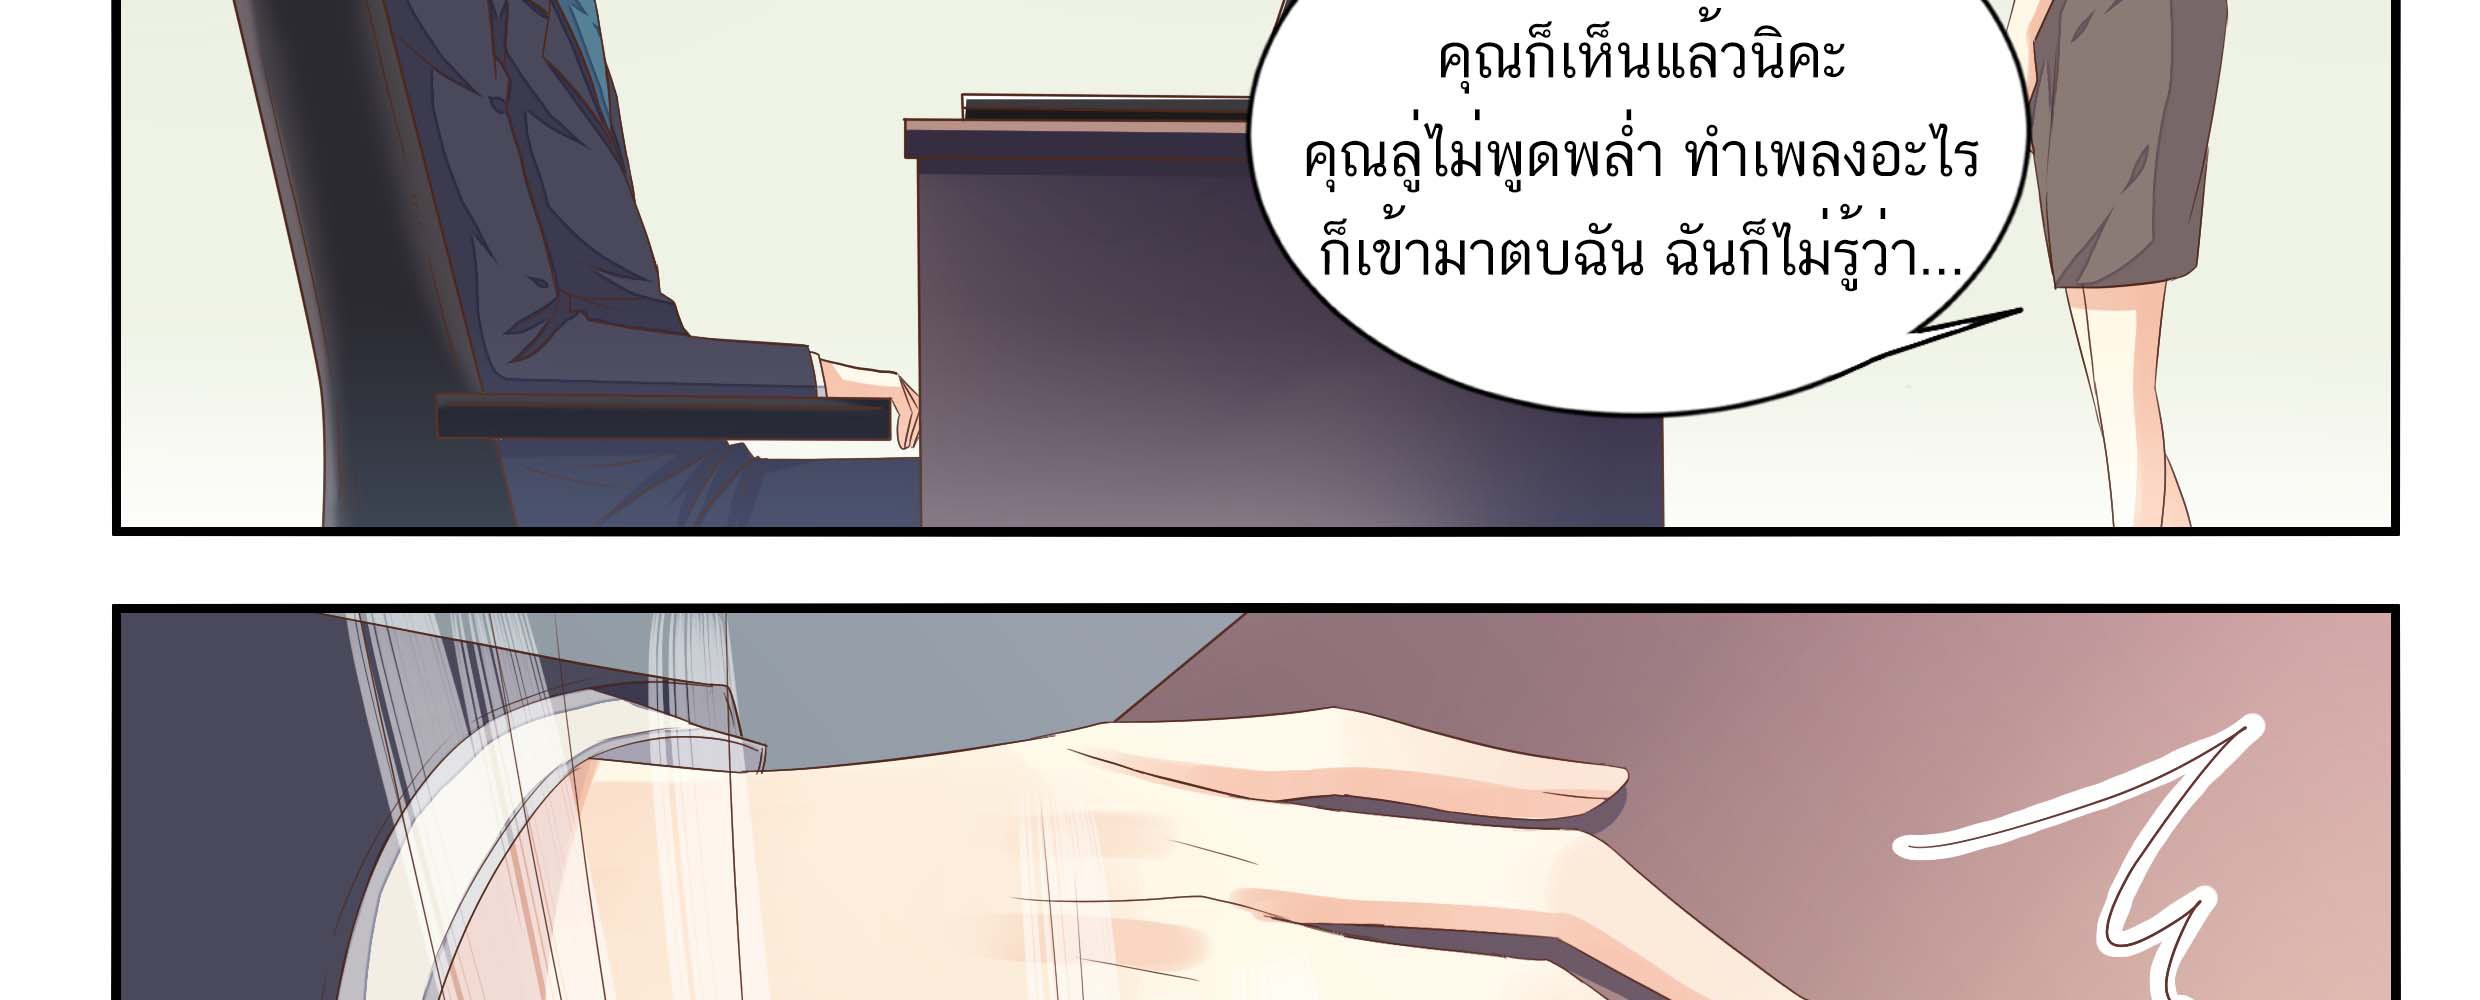 คุณก็เห็นแล้วนิคะ
คุณลู่ไม่พูดพล่ำ ทำเพลงอะไร
ก็เข้ามาตบฉัน ฉันก็ไม่รู้ว่า...